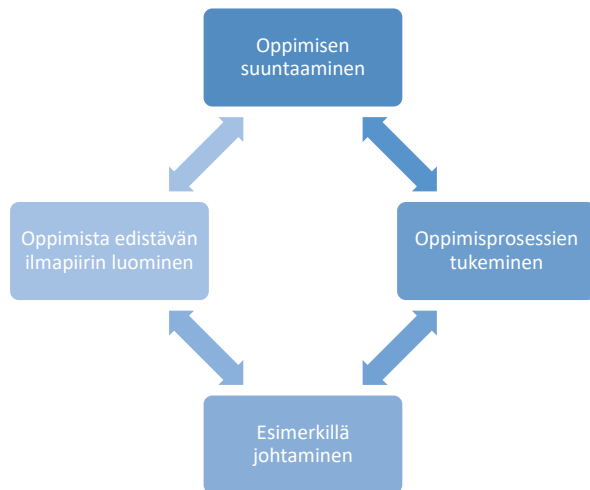 Oppimisen
suuntaaminen
Oppimista edistävän
ilmapiirin luominen
Oppimisprosessien
tukeminen
Esimerkillä
johtaminen